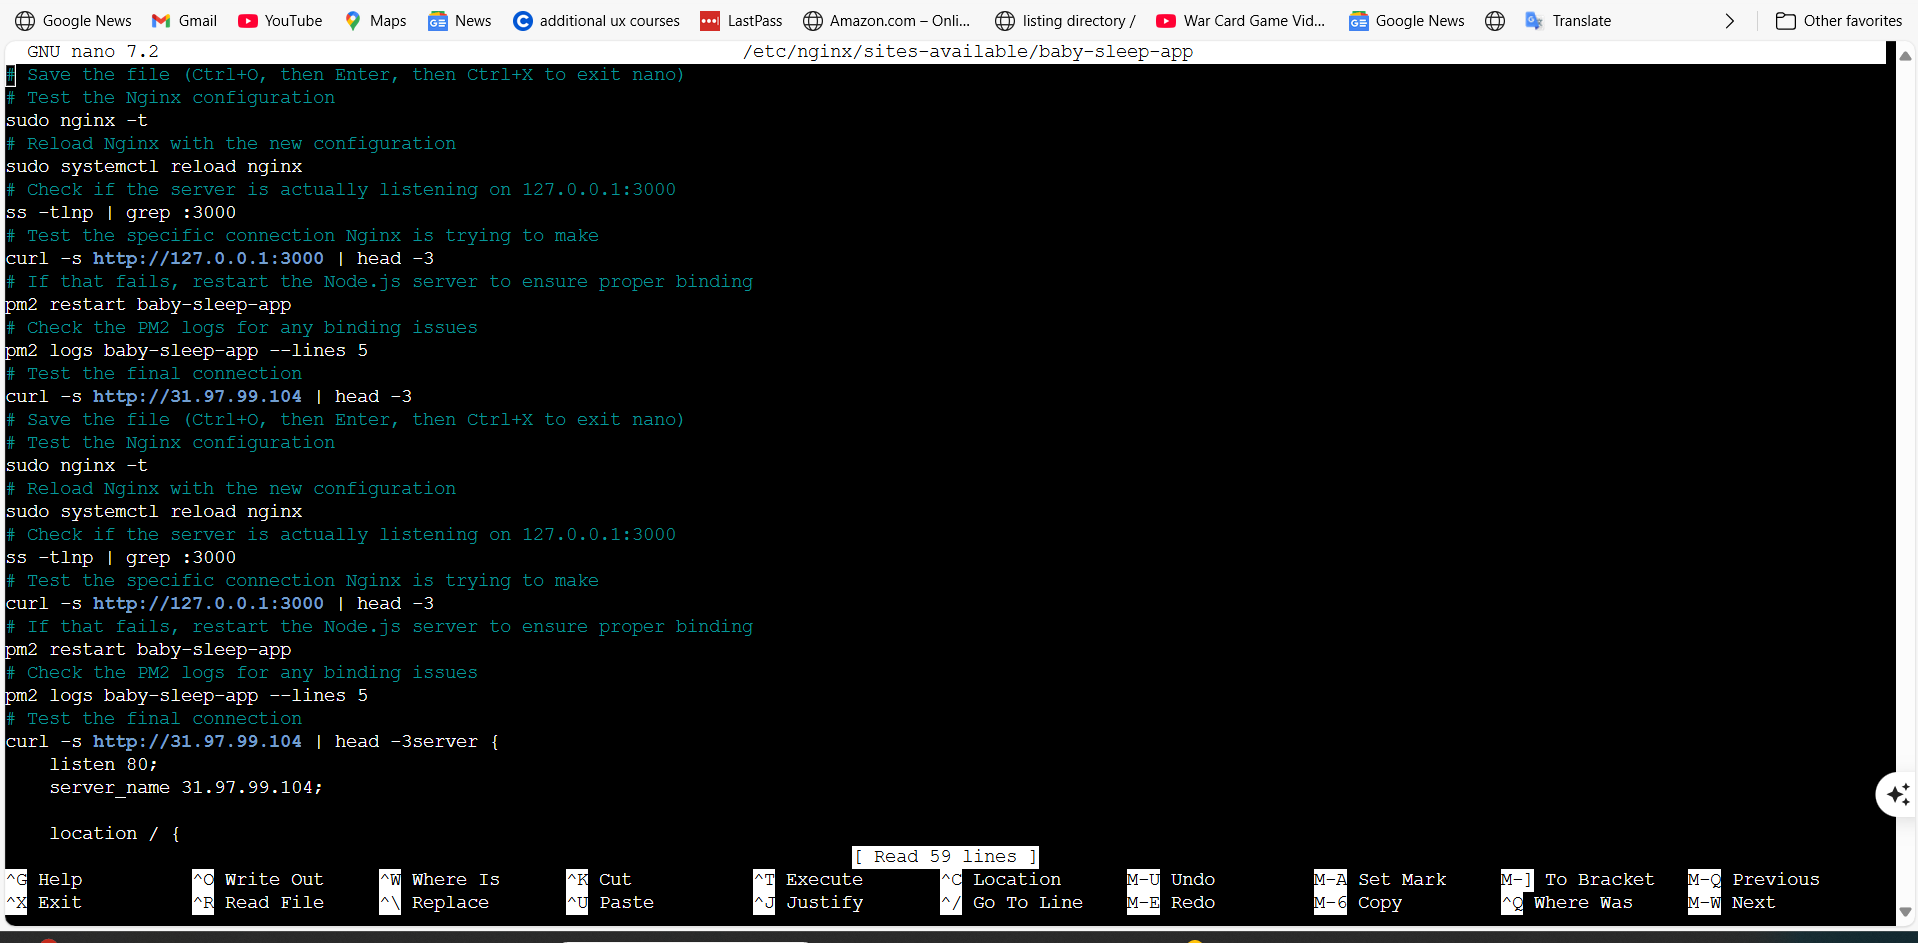 Google News Gmail YouTube Maps News additional ux courses LastPass Amazon.com – Onli... listing directory / War Card Game Vid... Google News Translate Other favorites
GNU nano 7.2 /etc/nginx/sites-available/baby-sleep-app
# Save the file (Ctrl+O, then Enter, then Ctrl+X to exit nano)
# Test the Nginx configuration
sudo nginx -t
# Reload Nginx with the new configuration
sudo systemctl reload nginx
# Check if the server is actually listening on 127.0.0.1:3000
ss -tlnp | grep :3000
# Test the specific connection Nginx is trying to make
curl -s http://127.0.0.1:3000 | head -3
# If that fails, restart the Node.js server to ensure proper binding
pm2 restart baby-sleep-app
# Check the PM2 logs for any binding issues
pm2 logs baby-sleep-app --lines 5
# Test the final connection
curl -s http://31.97.99.104 | head -3
# Save the file (Ctrl+O, then Enter, then Ctrl+X to exit nano)
# Test the Nginx configuration
sudo nginx -t
# Reload Nginx with the new configuration
sudo systemctl reload nginx
# Check if the server is actually listening on 127.0.0.1:3000
ss -tlnp | grep :3000
# Test the specific connection Nginx is trying to make
curl -s http://127.0.0.1:3000 | head -3
# If that fails, restart the Node.js server to ensure proper binding
pm2 restart baby-sleep-app
# Check the PM2 logs for any binding issues
pm2 logs baby-sleep-app --lines 5
# Test the final connection
curl -s http://31.97.99.104 | head -3server {
    listen 80;
    server_name 31.97.99.104;
    location / {
[ Read 59 lines ]
^G Help ^O Write Out ^W Where Is ^K Cut ^T Execute ^C Location M-U Undo M-A Set Mark M-] To Bracket M-Q Previous
^X Exit ^R Read File ^\ Replace ^U Paste ^J Justify ^/ Go To Line M-E Redo M-6 Copy ^Q Where Was M-W Next